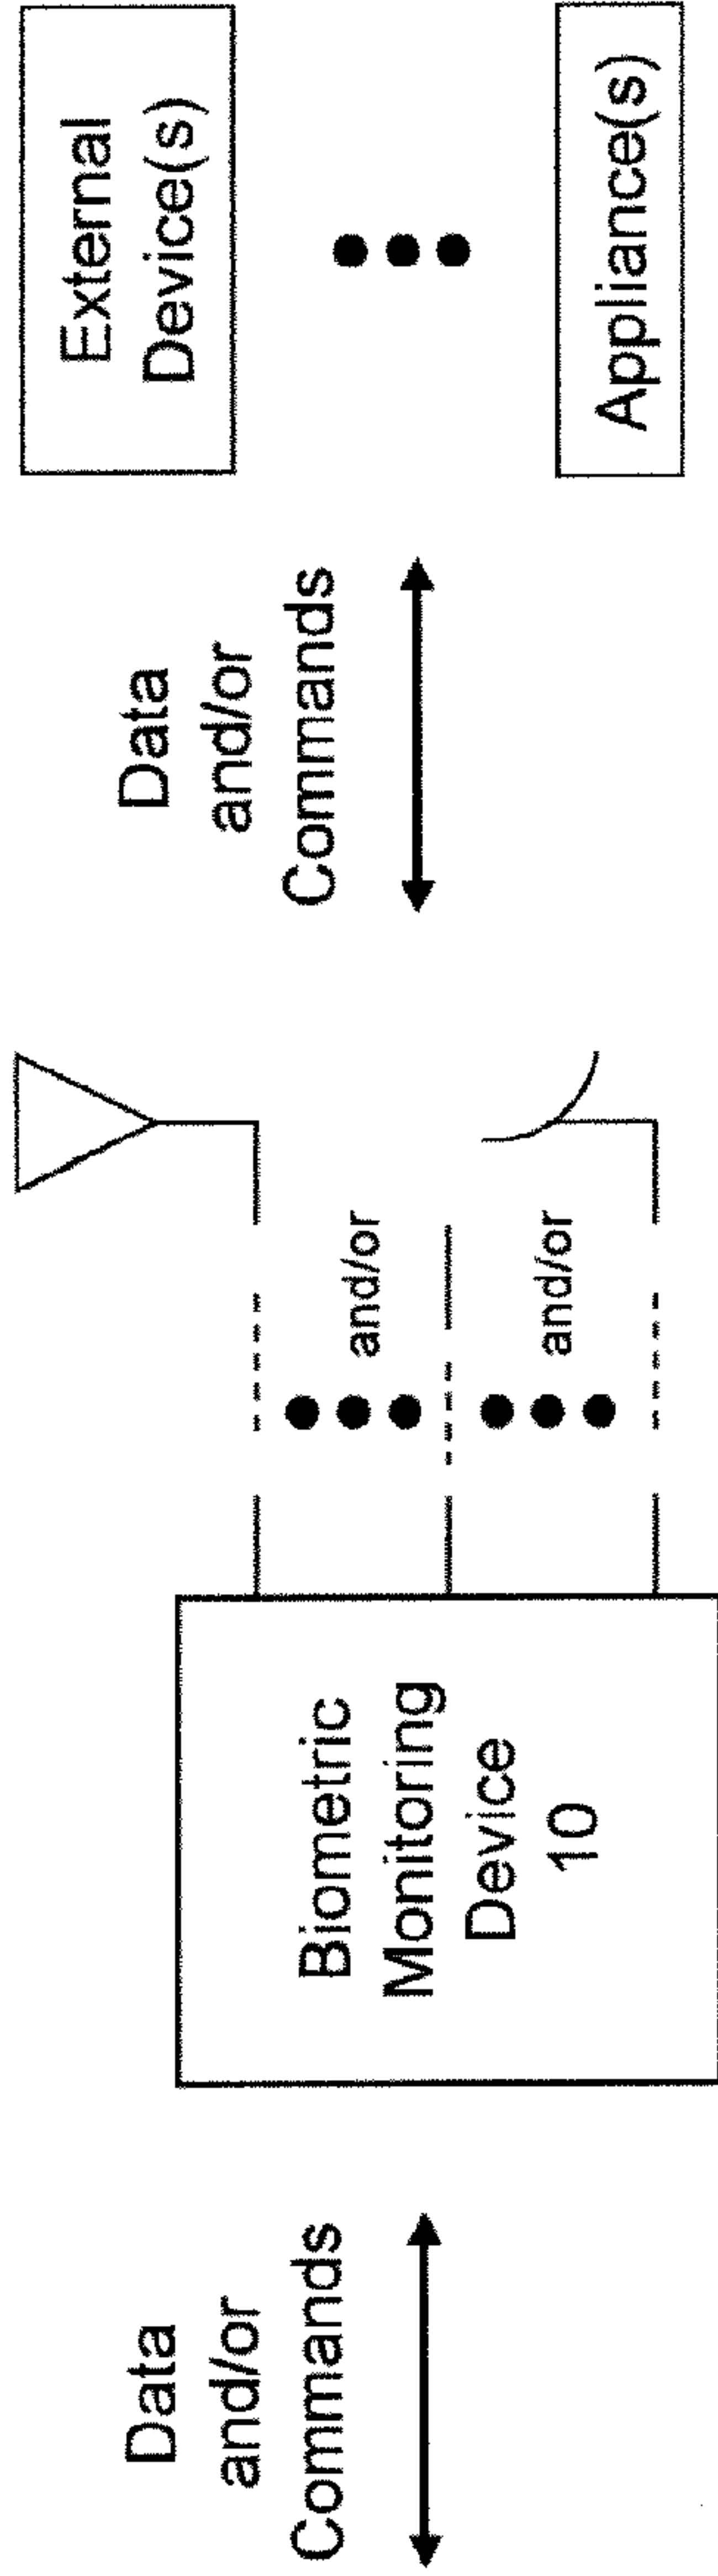 Data
and/or
Commands
Biometric
Monitoring
Device
10
and/or
and/or
Data
and/or
Commands
External
Device(s)
Appliance(s)